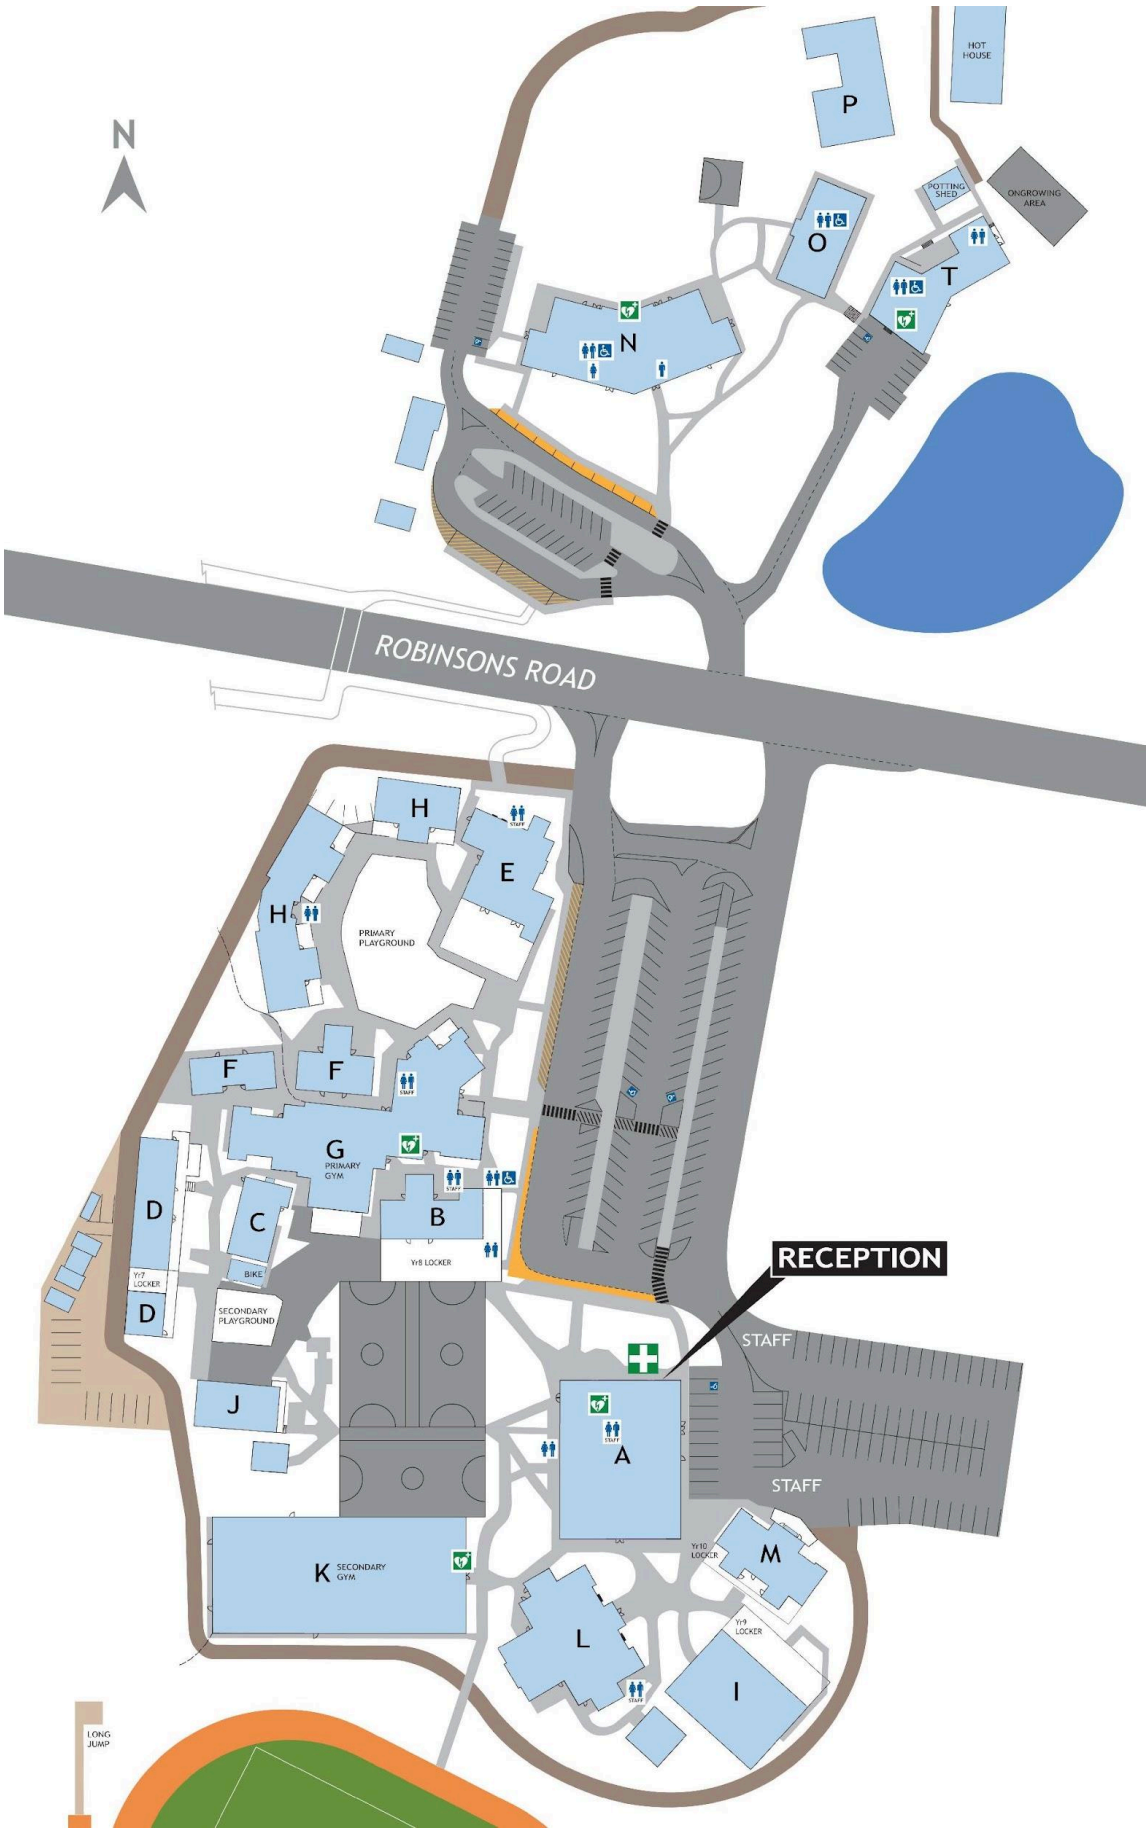 N
HOT
HOUSE
P
POTTING
SHED
ONGROWING
AREA
O
T
N
ROBINSONS ROAD
H
STAFF
E
H
PRIMARY
PLAYGROUND
F
F
STAFF
G
PRIMARY
GYM
STAFF
D
C
B
BIKE
Yr8 LOCKER
Yr7
LOCKER
D
SECONDARY
PLAYGROUND
RECEPTION
STAFF
J
STAFF
A
STAFF
K
SECONDARY
GYM
Yr10
LOCKER
M
Yr9
LOCKER
L
STAFF
I
LONG
JUMP